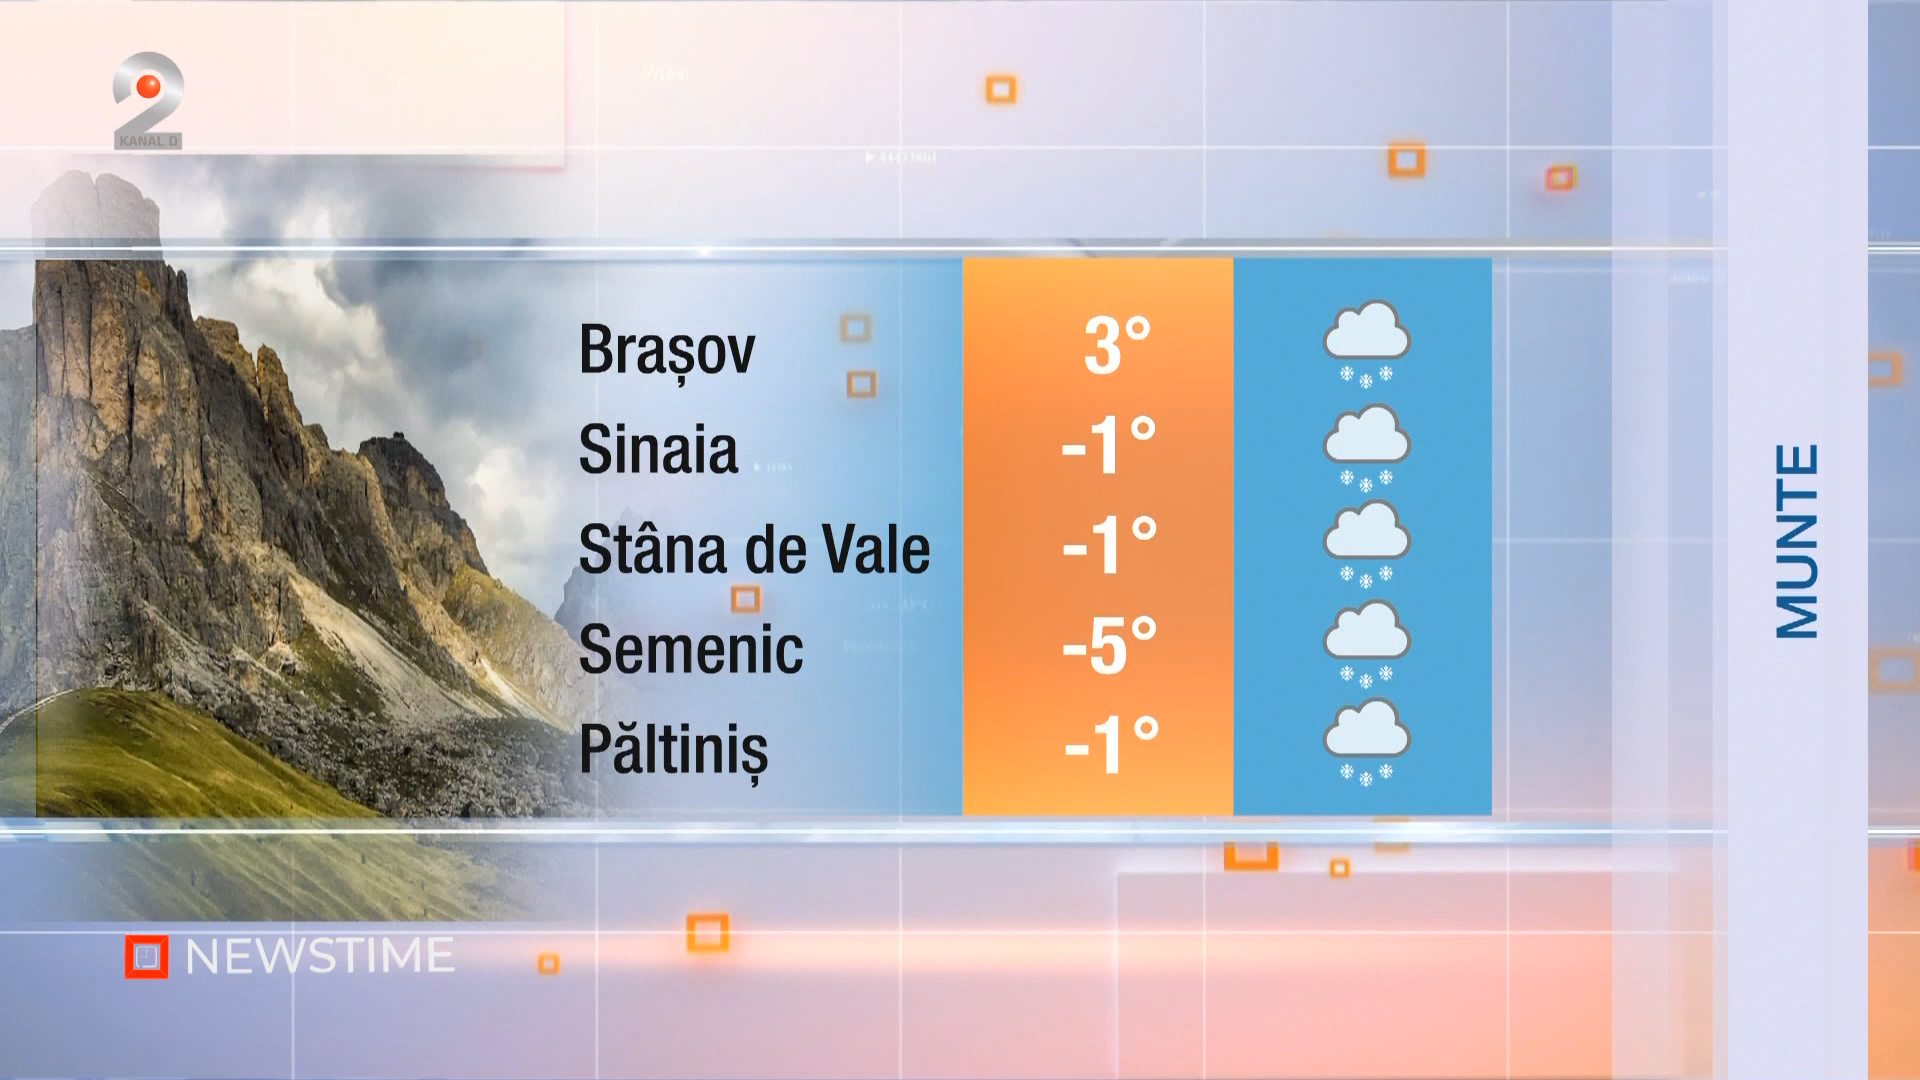 KANAL D
Brașov 3°
Sinaia -1°
Stâna de Vale -1°
Semenic -5°
Păltiniș -1°
MUNTE
NEWSTIME